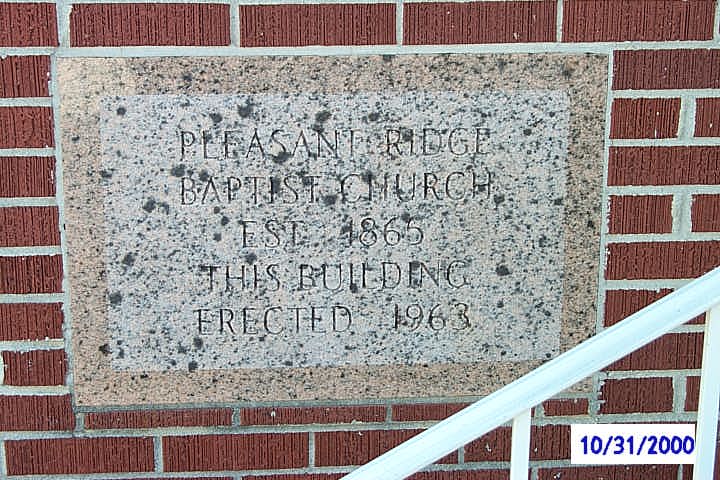 PLEASANT RIDGE
BAPTIST CHURCH
EST 1865
THIS BUILDING
ERECTED 1963
10/31/2000